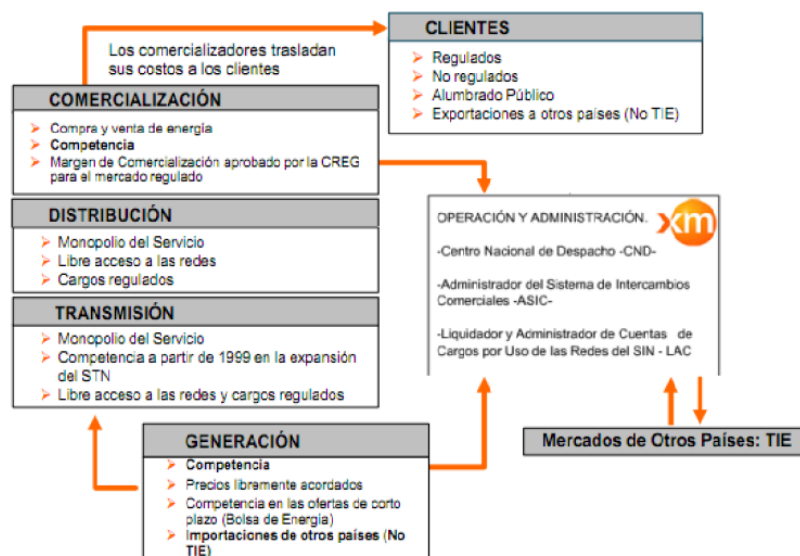 Los comercializadores trasladan
sus costos a los clientes
CLIENTES
Regulados
No regulados
Alumbrado Público
Exportaciones a otros países (No TIE)
COMERCIALIZACIÓN
Compra y venta de energía
Competencia
Margen de Comercialización aprobado por la CREG
para el mercado regulado
DISTRIBUCIÓN
Monopolio del Servicio
Libre acceso a las redes
Cargos regulados
TRANSMISIÓN
Monopolio del Servicio
Competencia a partir de 1999 en la expansión
del STN
Libre acceso a las redes y cargos regulados
OPERACIÓN Y ADMINISTRACIÓN.
xm
-Centro Nacional de Despacho -CND-
-Administrador del Sistema de Intercambios
Comerciales -ASIC-
-Liquidador y Administrador de Cuentas de
Cargos por Uso de las Redes del SIN - LAC
Mercados de Otros Países: TIE
GENERACIÓN
Competencia
Precios libremente acordados
Competencia en las ofertas de corto
plazo (Bolsa de Energía)
Importaciones de otros países (No
TIE)